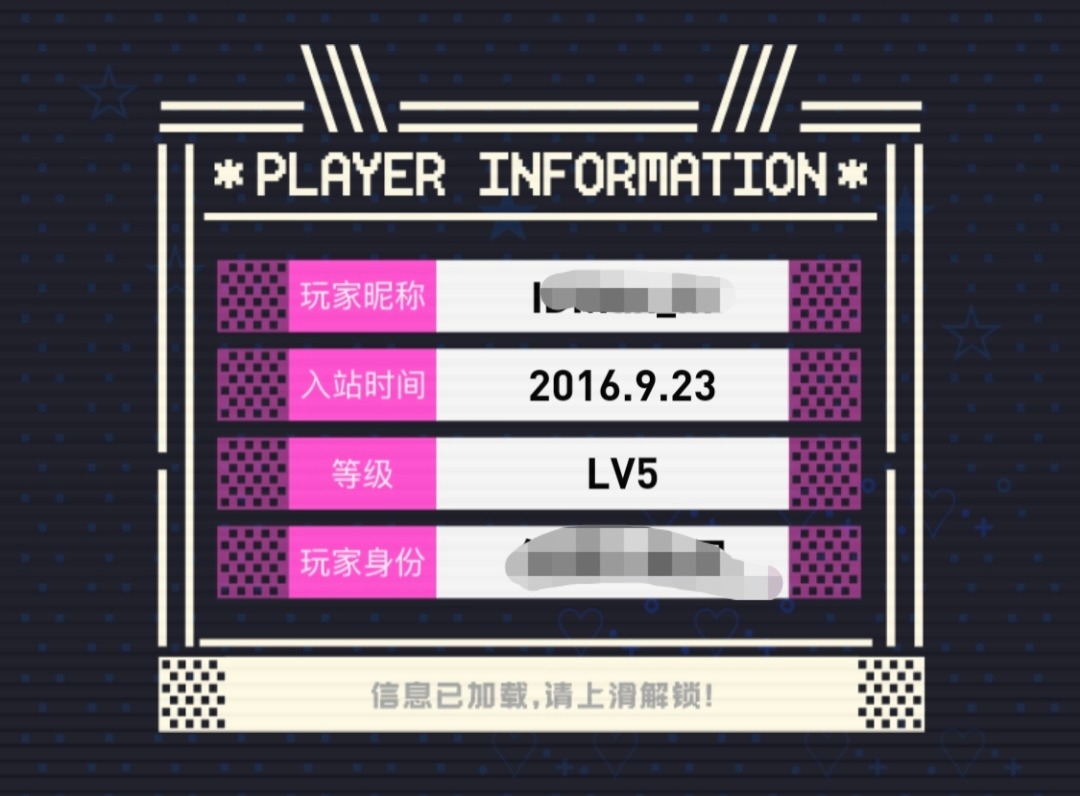 *PLAYER INFORMATION*
玩家昵称
入站时间 2016.9.23
等级 LV5
玩家身份
信息已加载,请上滑解锁!